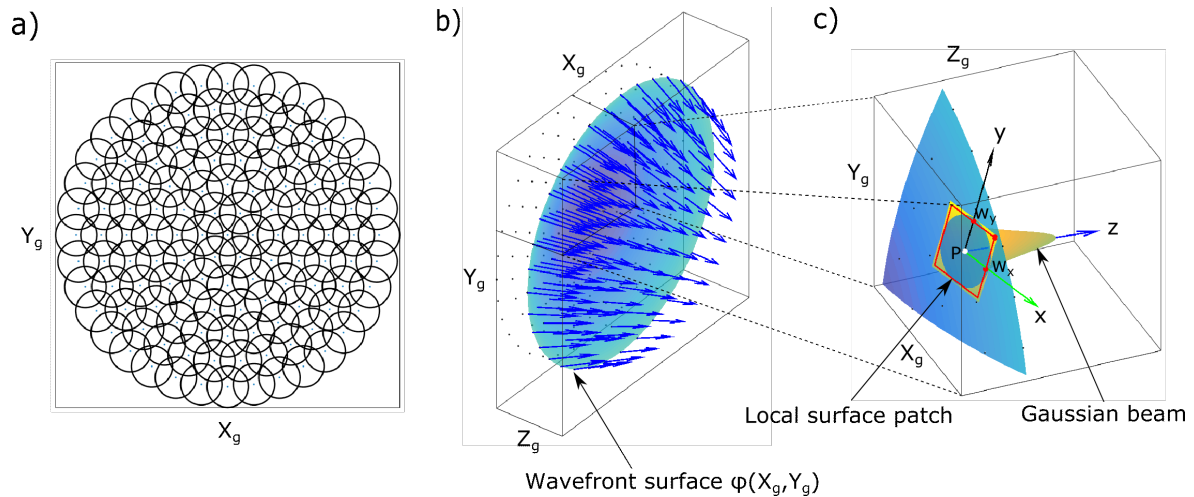 a)
Y_g
X_g
b)
X_g
Y_g
Z_g
Wavefront surface φ(X_g,Y_g)
c)
Z_g
y
Y_g
w_y
z
P
w_x
x
X_g
Local surface patch
Gaussian beam